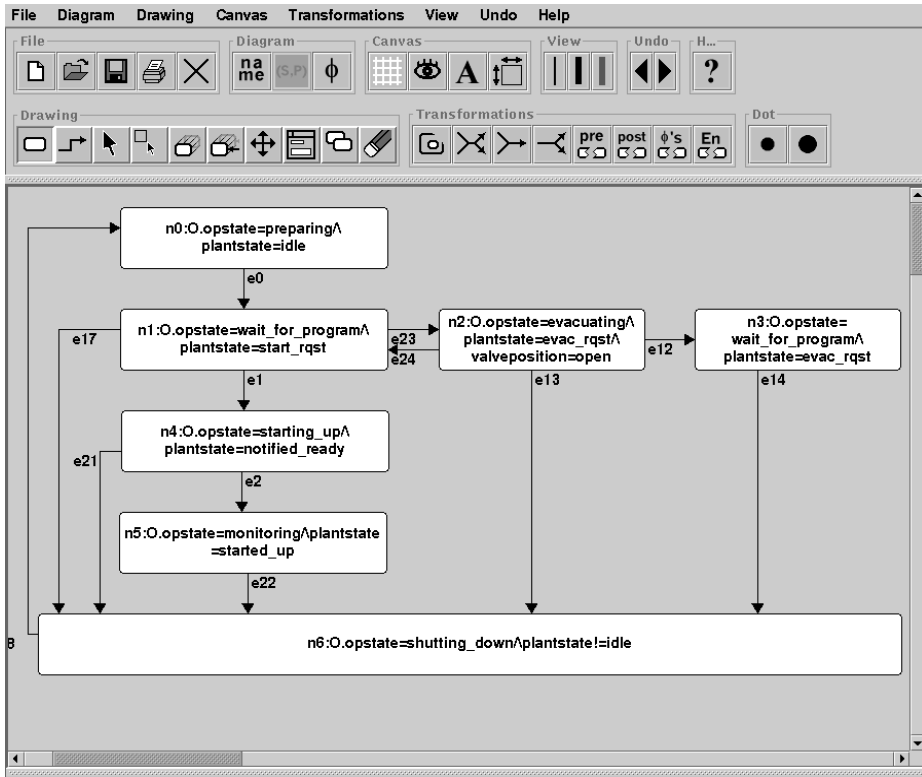 File Diagram Drawing Canvas Transformations View Undo Help
File Diagram Canvas View Undo H...
na
me
(S,P) ϕ A ?
Drawing Transformations Dot
pre post ϕ's En
n0:O.opstate=preparing/\
plantstate=idle
e0
n1:O.opstate=wait_for_program/\
plantstate=start_rqst
e17
e23
e24
n2:O.opstate=evacuating/\
plantstate=evac_rqst/\
valveposition=open
e12
n3:O.opstate=
wait_for_program/\
plantstate=evac_rqst
e1
e13
e14
n4:O.opstate=starting_up/\
plantstate=notified_ready
e21
e2
n5:O.opstate=monitoring/\plantstate
=started_up
e22
8
n6:O.opstate=shutting_down/\plantstate!=idle